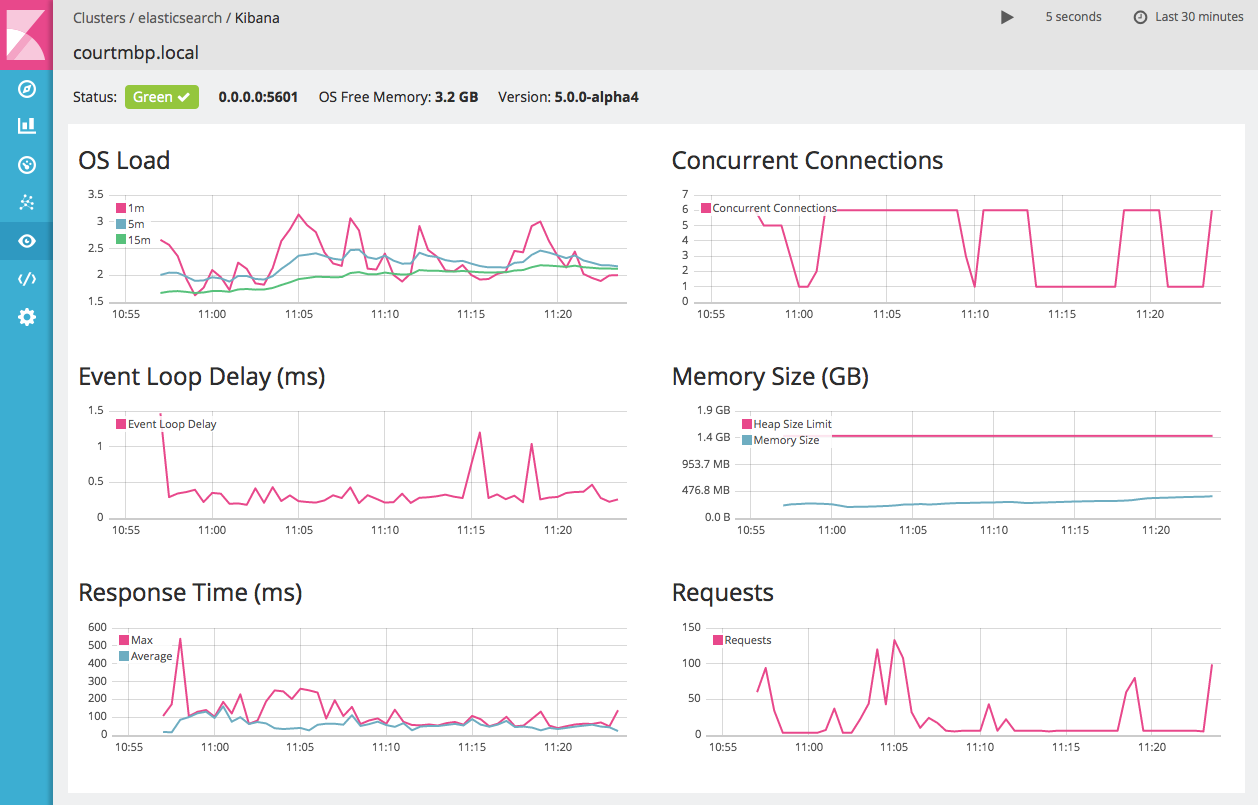 Clusters / elasticsearch / Kibana
5 seconds
Last 30 minutes
courtmbp.local
Status: Green 0.0.0.0:5601 OS Free Memory: 3.2 GB Version: 5.0.0-alpha4
OS Load
3.5
3
2.5
2
1.5
1m
5m
15m
10:55 11:00 11:05 11:10 11:15 11:20
Concurrent Connections
7
6
5
4
3
2
1
0
Concurrent Connections
10:55 11:00 11:05 11:10 11:15 11:20
Event Loop Delay (ms)
1.5
1
0.5
0
Event Loop Delay
10:55 11:00 11:05 11:10 11:15 11:20
Memory Size (GB)
1.9 GB
1.4 GB
953.7 MB
476.8 MB
0.0 B
Heap Size Limit
Memory Size
10:55 11:00 11:05 11:10 11:15 11:20
Response Time (ms)
600
500
400
300
200
100
0
Max
Average
10:55 11:00 11:05 11:10 11:15 11:20
Requests
150
100
50
0
Requests
10:55 11:00 11:05 11:10 11:15 11:20